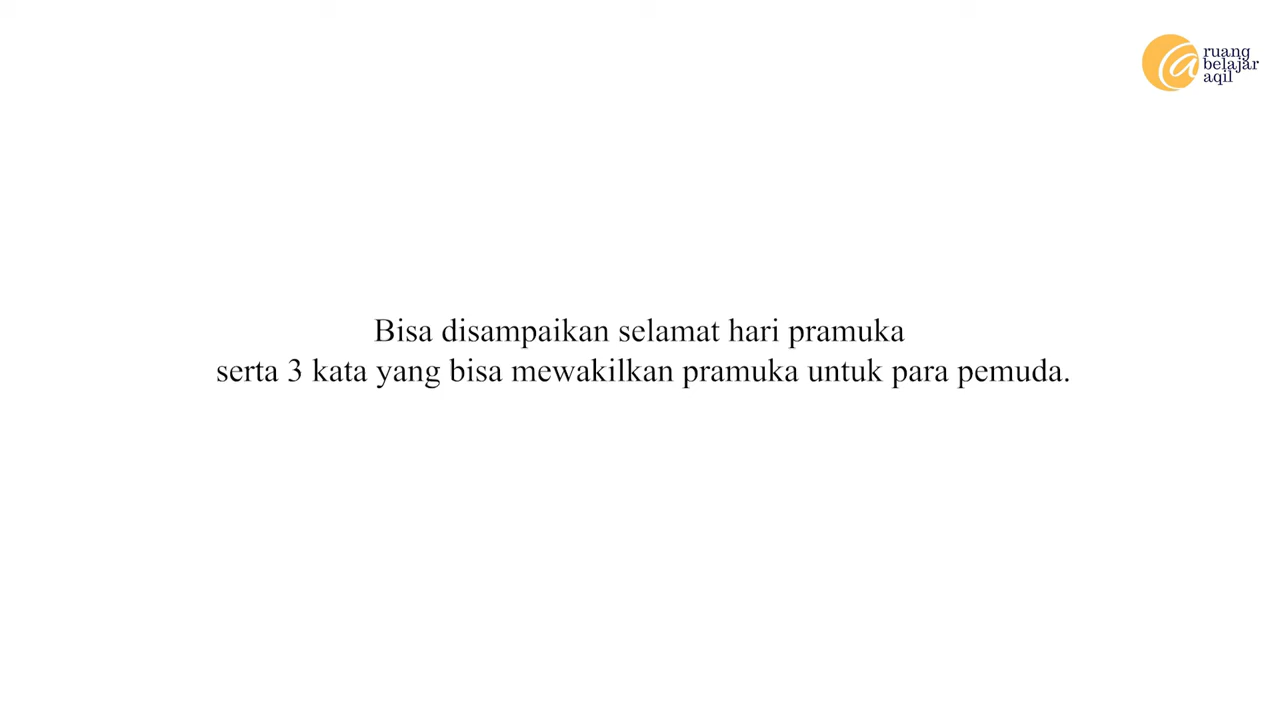 ruang
belajar
aqil
Bisa disampaikan selamat hari pramuka
serta 3 kata yang bisa mewakilkan pramuka untuk para pemuda.